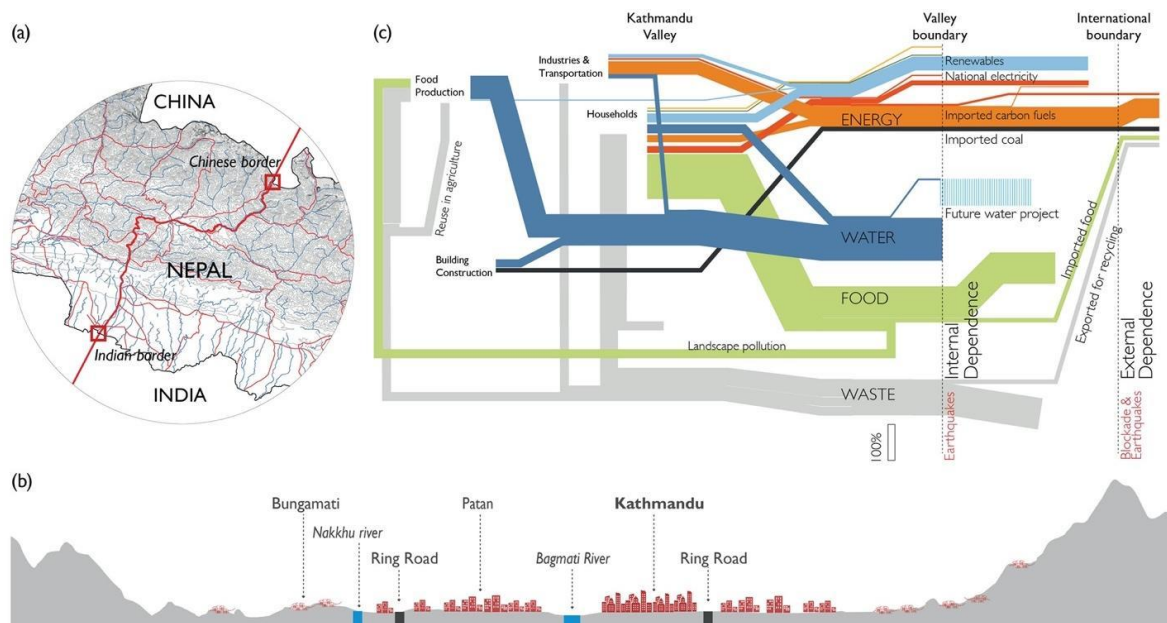 (a)
CHINA
Chinese border
NEPAL
Indian border
INDIA
(c)
Kathmandu
Valley
Valley
boundary
International
boundary
Food
Production
Industries &
Transportation
Households
Building
Construction
Reuse in agriculture
Renewables
National electricity
ENERGY
Imported carbon fuels
Imported coal
Future water project
WATER
FOOD
Imported food
Exported for recycling
Landscape pollution
WASTE
100%
Internal
Dependence
Earthquakes
External
Dependence
Blockade &
Earthquakes
(b)
Bungamati
Nakkhu river
Ring Road
Patan
Bagmati River
Kathmandu
Ring Road